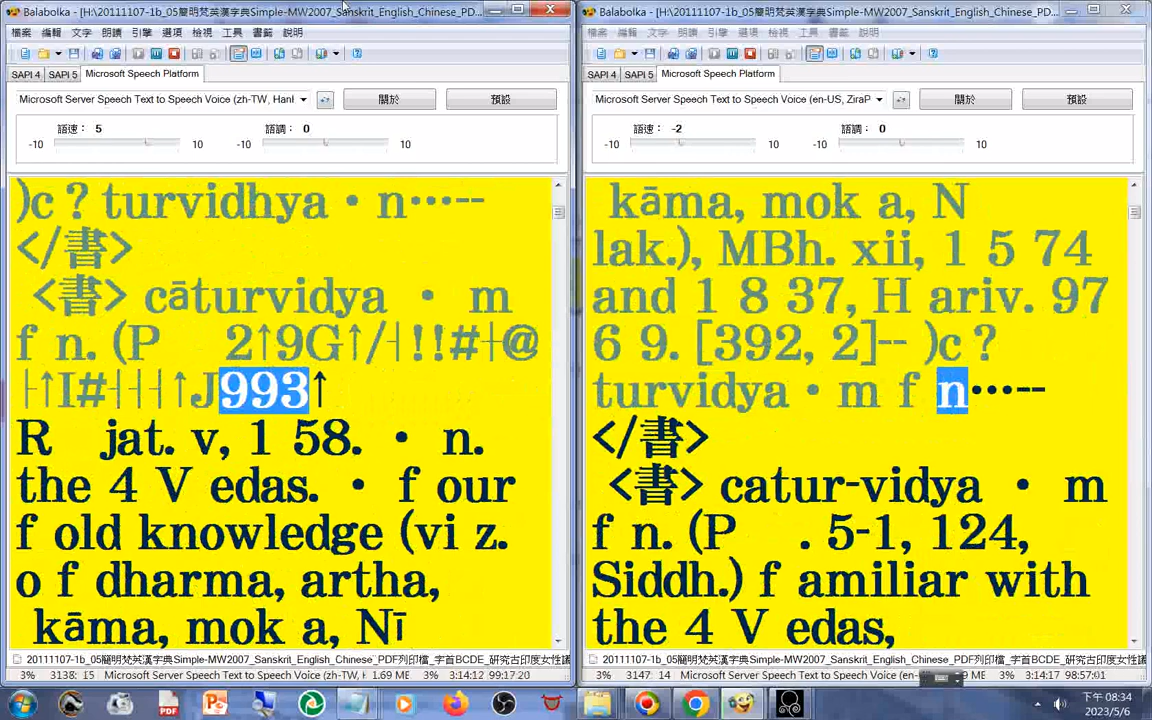 Balabolka - [H:\20111107-1b_05簡明梵英漢字典Simple-MW2007_Sanskrit_English_Chinese_PD...
檔案 編輯 文字 朗讀 引擎 選項 檢視 工具 書籤 說明
SAPI 4 SAPI 5 Microsoft Speech Platform
Microsoft Server Speech Text to Speech Voice (zh-TW, HanI
關於 預設
語速： 5 語調： 0
-10 10 -10 10
)c ? turvidhya • n…--
</書>
<書> cāturvidya • m
f n. (P 2↑9G↑/┤!!#┼@
├↑I#┤┤┤↑J993↑
R jat. v, 1 58. • n.
the 4 V edas. • f our
f old knowledge (vi z.
o f dharma, artha,
kāma, mok a, Nī
20111107-1b_05簡明梵英漢字典Simple-MW2007_Sanskrit_English_Chinese_PDF列印檔_字首BCDE_研究古印度女性議
3% 3138: 15 Microsoft Server Speech Text to Speech Voice (zh-TW, H 1.69 ME 3% 3:14:12 99:17:20
Balabolka - [H:\20111107-1b_05簡明梵英漢字典Simple-MW2007_Sanskrit_English_Chinese_PD...
檔案 編輯 文字 朗讀 引擎 選項 檢視 工具 書籤 說明
SAPI 4 SAPI 5 Microsoft Speech Platform
Microsoft Server Speech Text to Speech Voice (en-US, ZiraP
關於 預設
語速： -2 語調： 0
-10 10 -10 10
kāma, mok a, N
lak.), MBh. xii, 1 5 74
and 1 8 37, H ariv. 97
6 9. [392, 2]-- )c ?
turvidya • m f n…--
</書>
<書> catur-vidya • m
f n. (P . 5-1, 124,
Siddh.) f amiliar with
the 4 V edas,
20111107-1b_05簡明梵英漢字典Simple-MW2007_Sanskrit_English_Chinese_PDF列印檔_字首BCDE_研究古印度女性議
3% 3147: 14 Microsoft Server Speech Text to Speech Voice (en-U 9 ME 3% 3:14:17 98:57:01
下午 08:34
2023/5/6